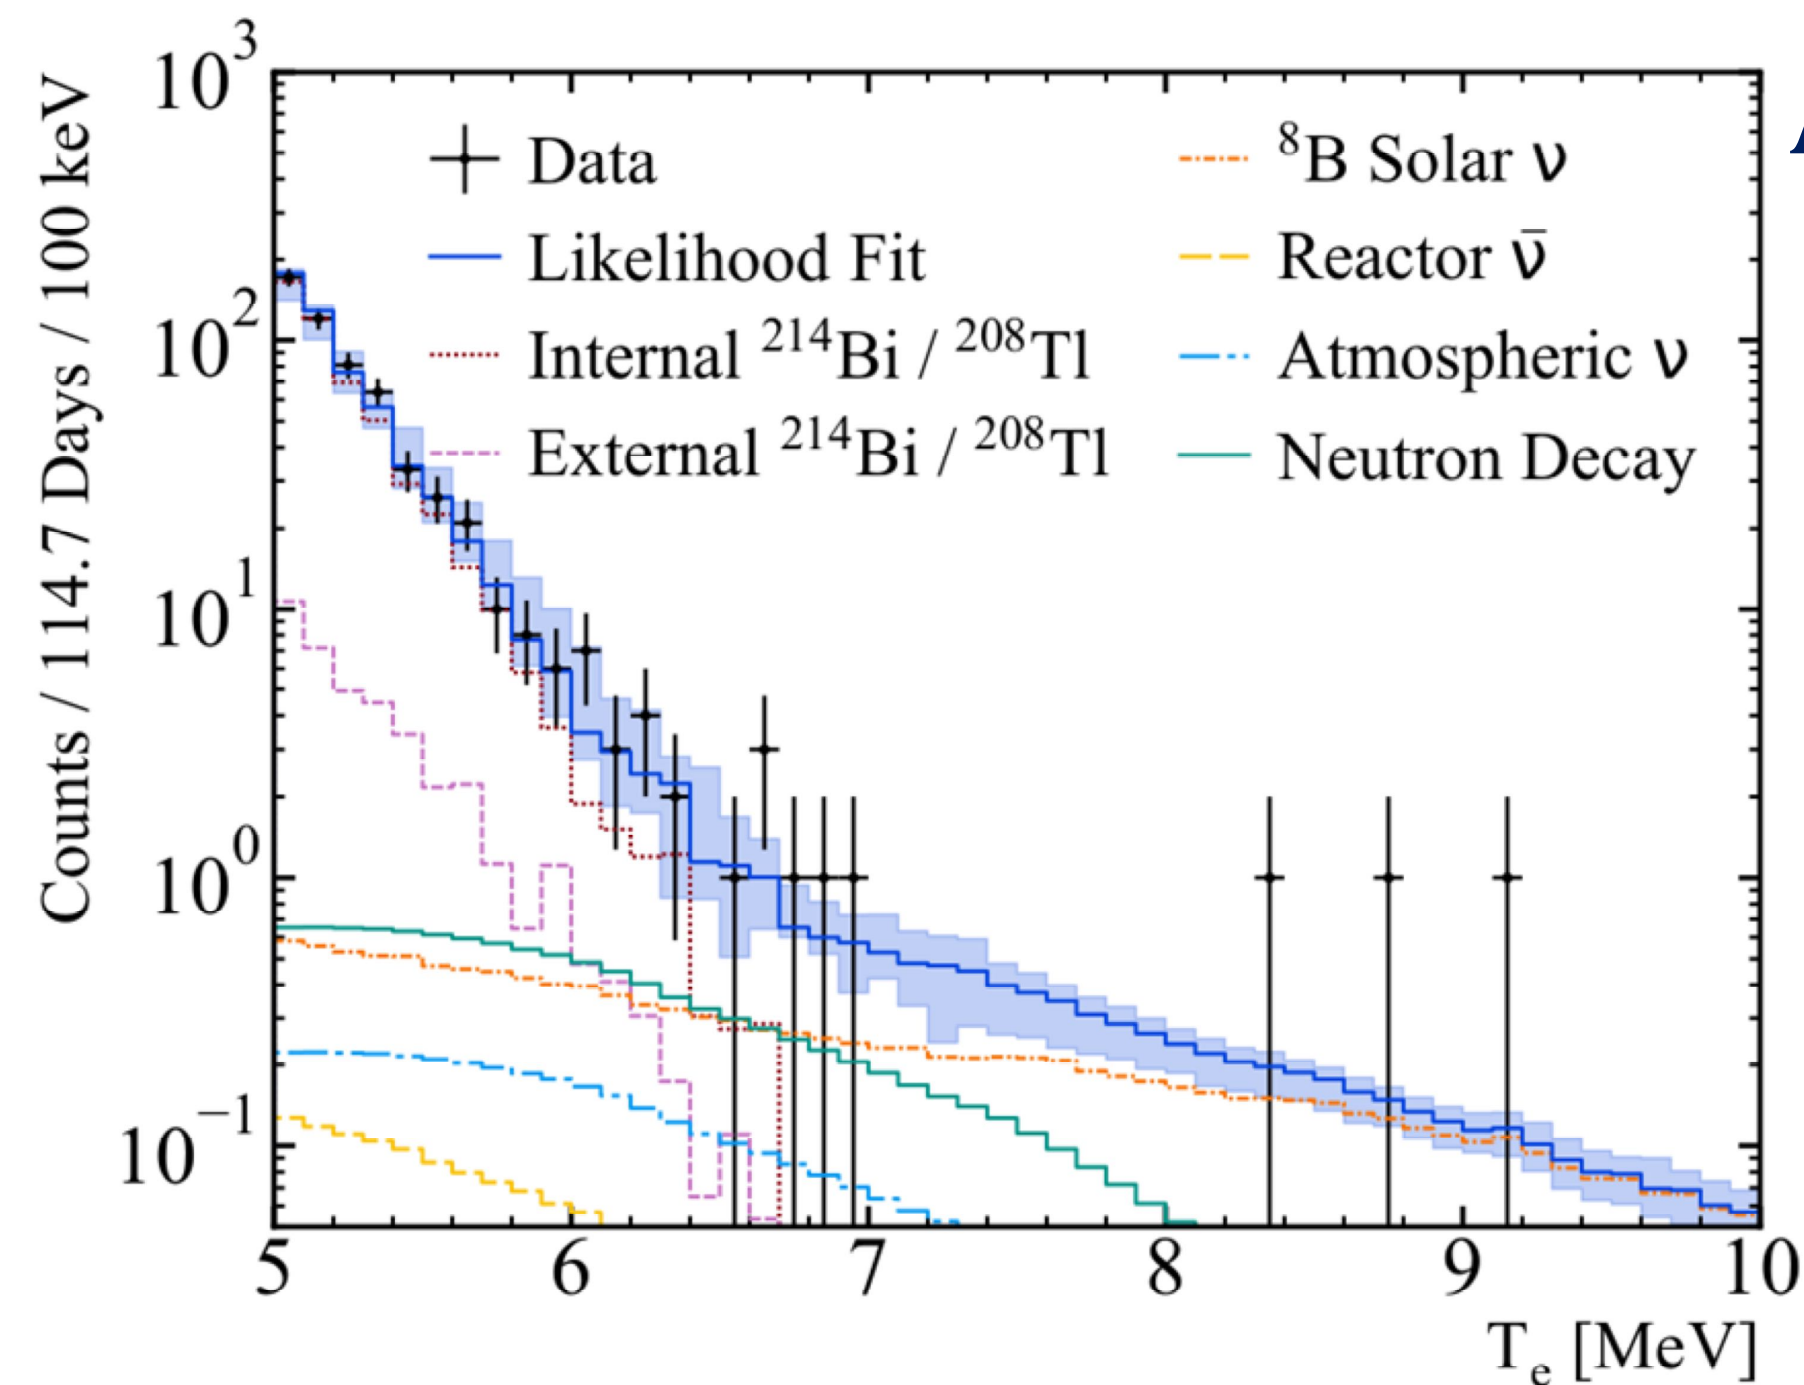 Counts / 114.7 Days / 100 keV
10³
10²
10¹
10⁰
10⁻¹
Data
Likelihood Fit
Internal ²¹⁴Bi / ²⁰⁸Tl
External ²¹⁴Bi / ²⁰⁸Tl
⁸B Solar ν
Reactor ν̄
Atmospheric ν
Neutron Decay
5 6 7 8 9 10
Tₑ [MeV]